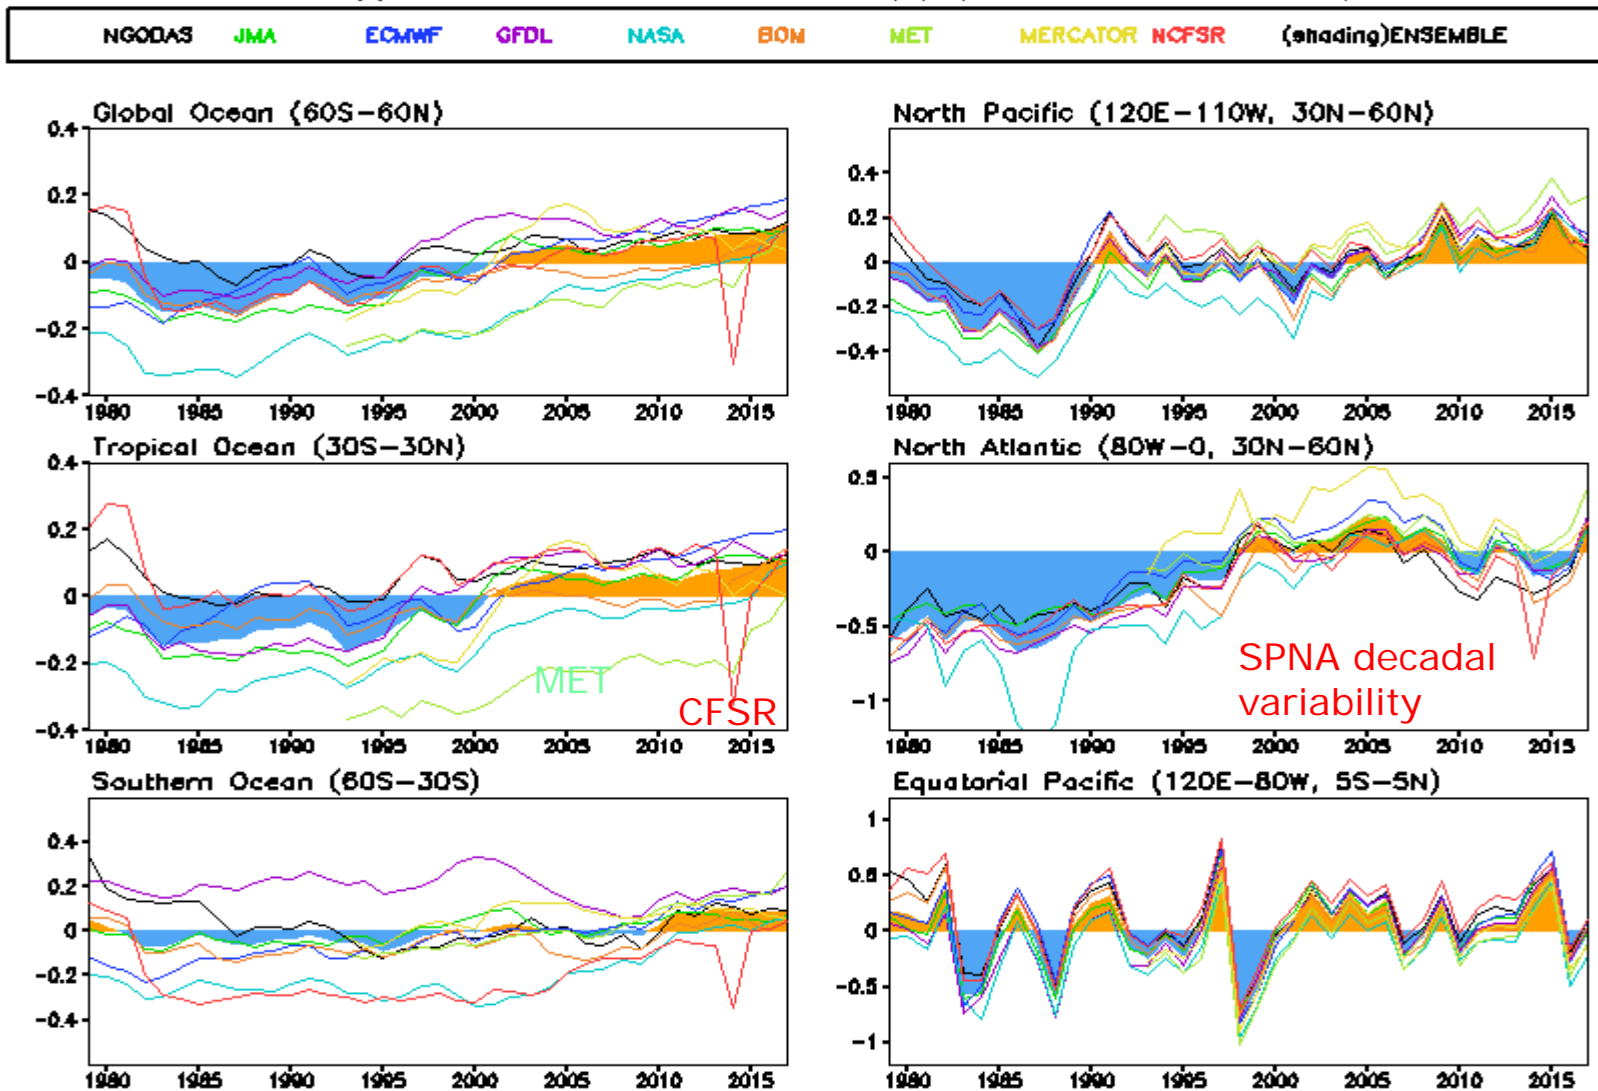 NGODAS JMA ECMWF GFDL NASA BOM MET MERCATOR NCFSR (shading)ENSEMBLE
Global Ocean (60S-60N)
0.4
0.2
0
-0.2
-0.4
1980 1985 1990 1995 2000 2005 2010 2015
North Pacific (120E-110W, 30N-60N)
0.4
0.2
0
-0.2
-0.4
1980 1985 1990 1995 2000 2005 2010 2015
Tropical Ocean (30S-30N)
0.4
0.2
0
-0.2
-0.4
MET
CFSR
1980 1985 1990 1995 2000 2005 2010 2015
North Atlantic (80W-0, 30N-60N)
0.5
0
-0.5
-1
SPNA decadal
variability
1980 1985 1990 1995 2000 2005 2010 2015
Southern Ocean (60S-30S)
0.4
0.2
0
-0.2
-0.4
1980 1985 1990 1995 2000 2005 2010 2015
Equatorial Pacific (120E-80W, 5S-5N)
1
0.5
0
-0.5
-1
1980 1985 1990 1995 2000 2005 2010 2015